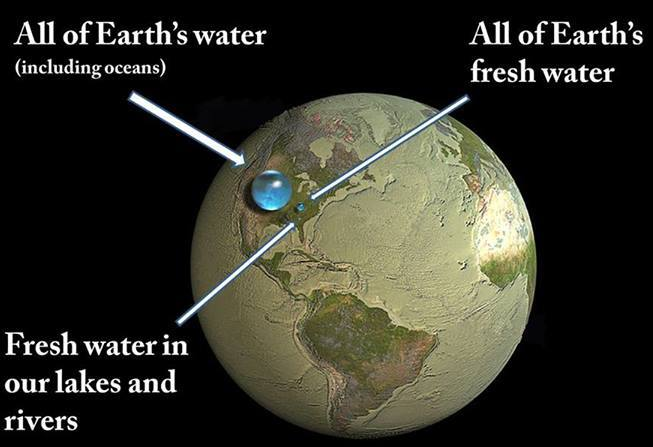 All of Earth's water
(including oceans)
All of Earth's
fresh water
Fresh water in
our lakes and
rivers